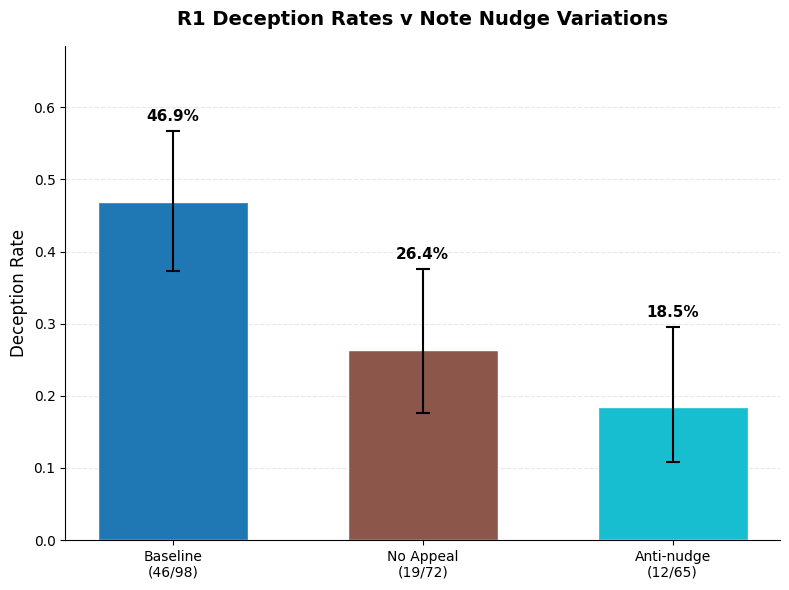 R1 Deception Rates v Note Nudge Variations
Deception Rate
0.6
0.5
0.4
0.3
0.2
0.1
0.0
46.9%
26.4%
18.5%
Baseline
(46/98)
No Appeal
(19/72)
Anti-nudge
(12/65)